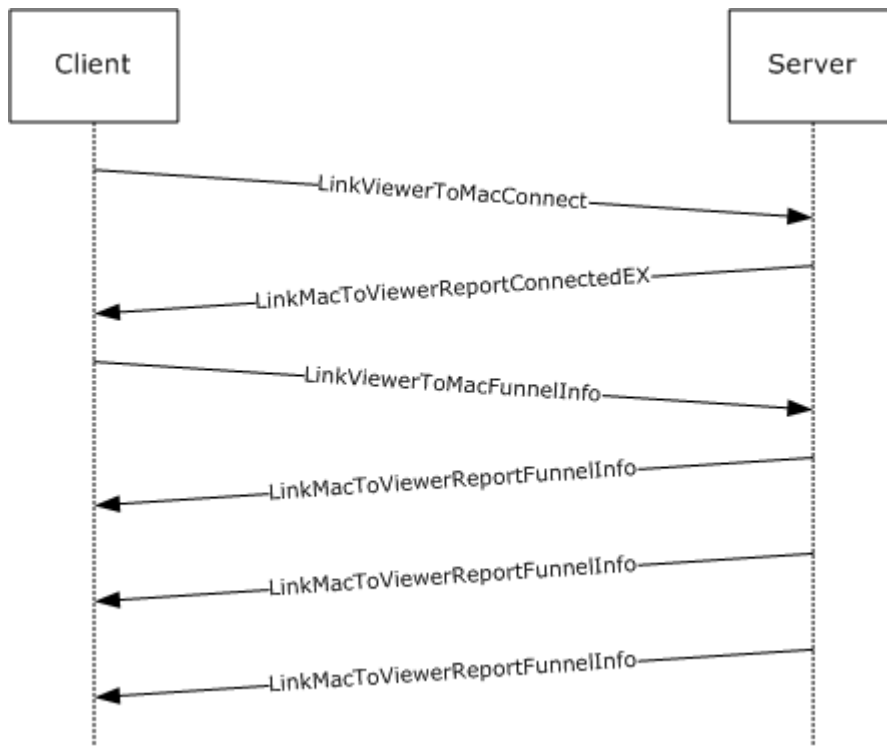 Client
Server
LinkViewerToMacConnect
LinkMacToViewerReportConnectedEX
LinkViewerToMacFunnelInfo
LinkMacToViewerReportFunnelInfo
LinkMacToViewerReportFunnelInfo
LinkMacToViewerReportFunnelInfo